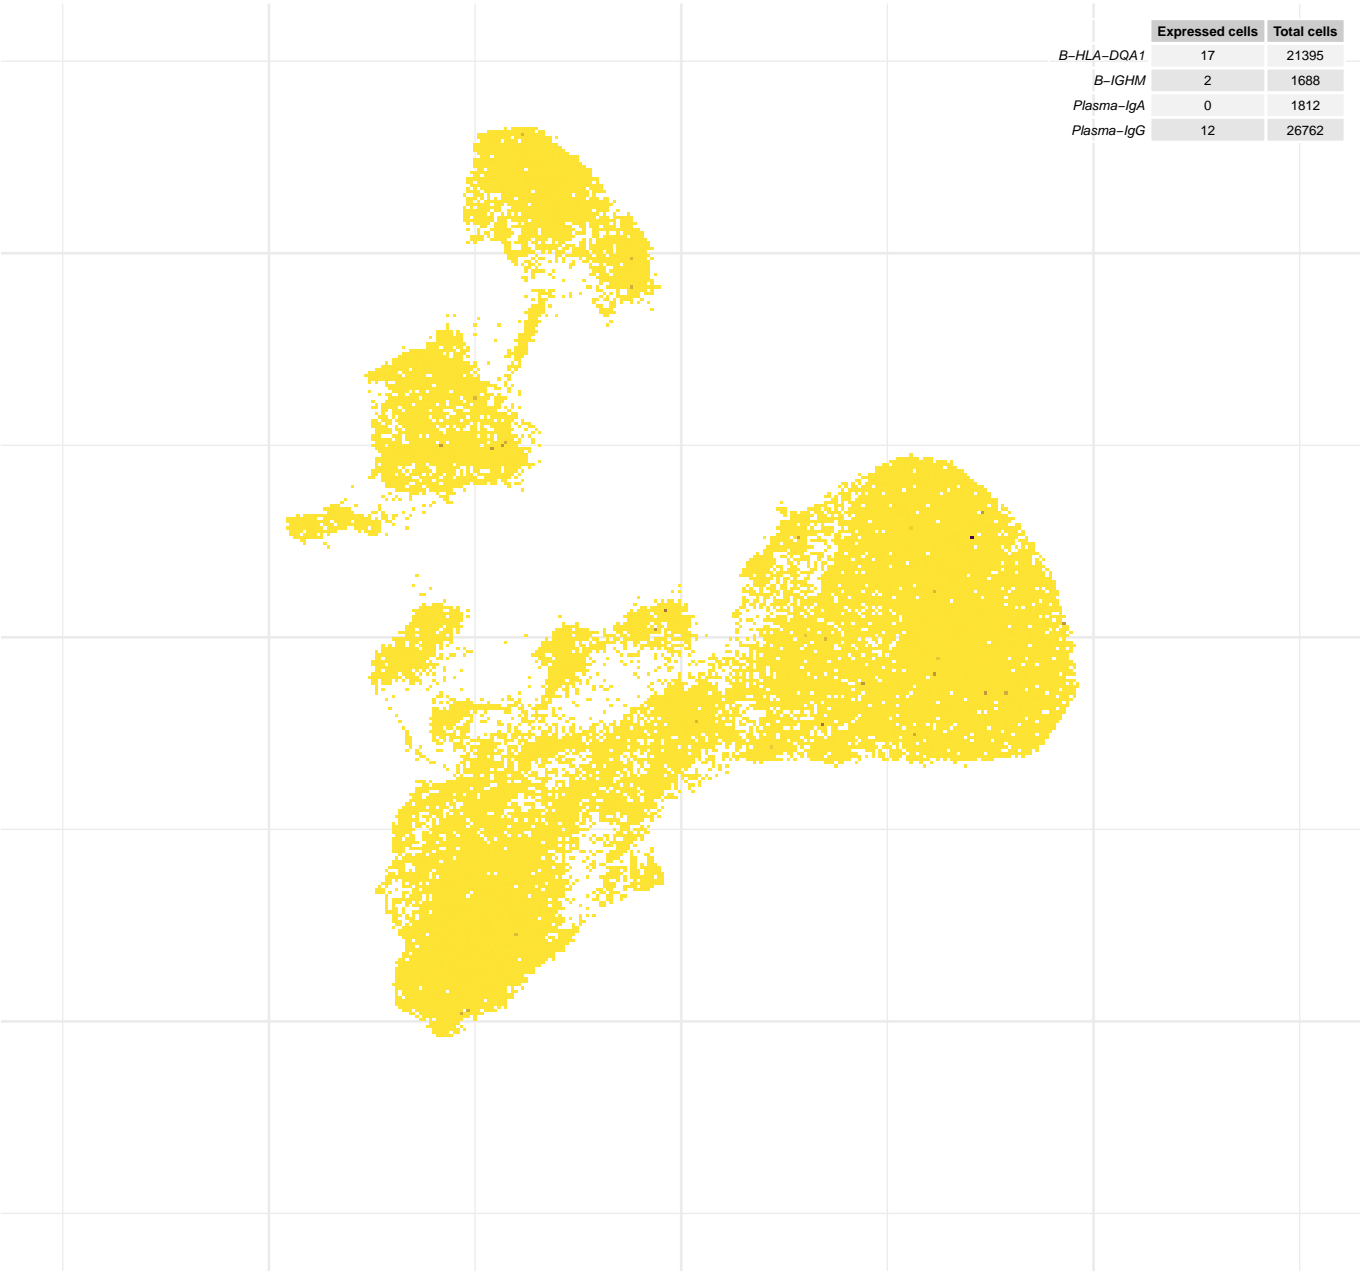 Expressed cells Total cells
B−HLA−DQA1 17 21395
B−IGHM 2 1688
Plasma−IgA 0 1812
Plasma−IgG 12 26762